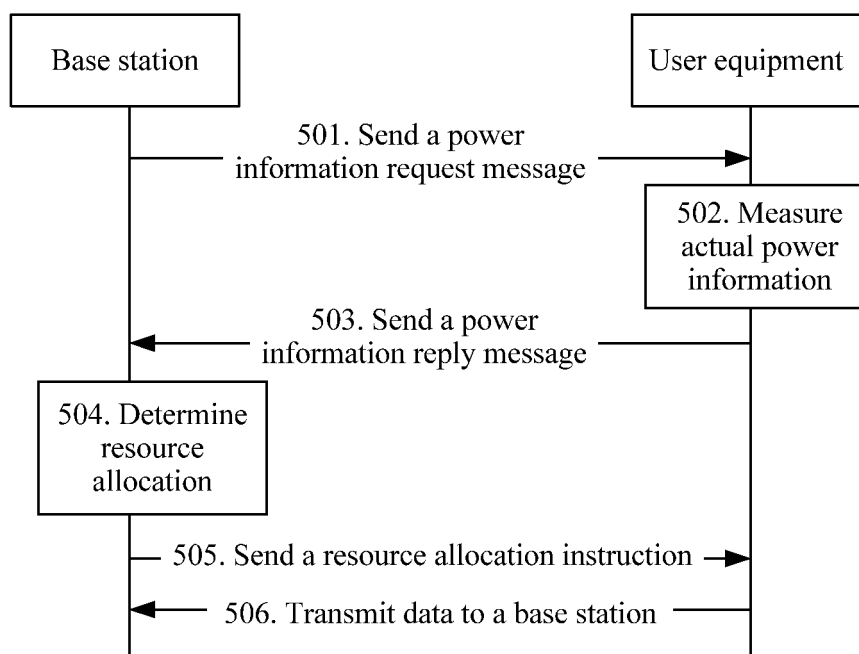 Base station
User equipment
501. Send a power
information request message
502. Measure
actual power
information
503. Send a power
information reply message
504. Determine
resource
allocation
505. Send a resource allocation instruction
506. Transmit data to a base station